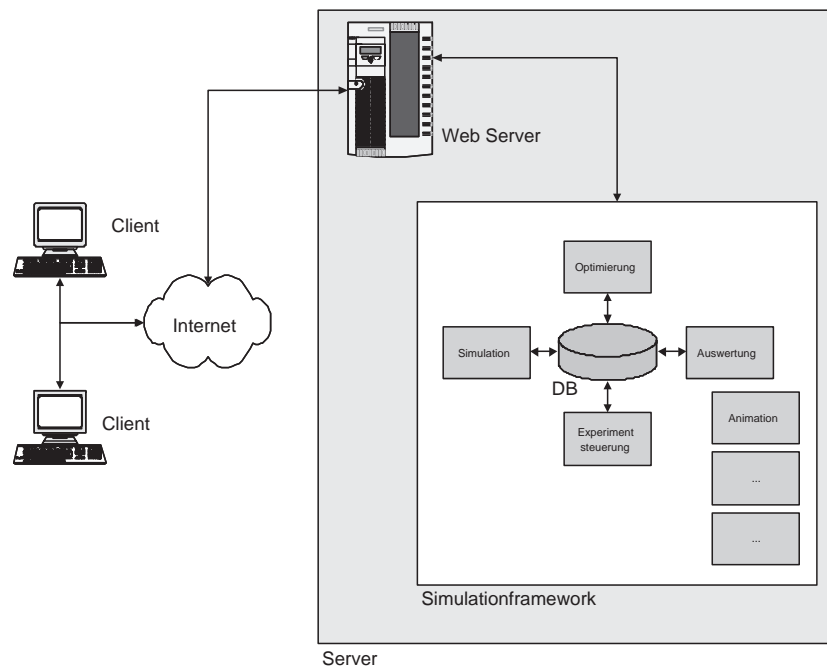 Web Server
Client
Internet
Client
Optimierung
Simulation
Auswertung
DB
Experiment
steuerung
Animation
...
...
Simulationframework
Server